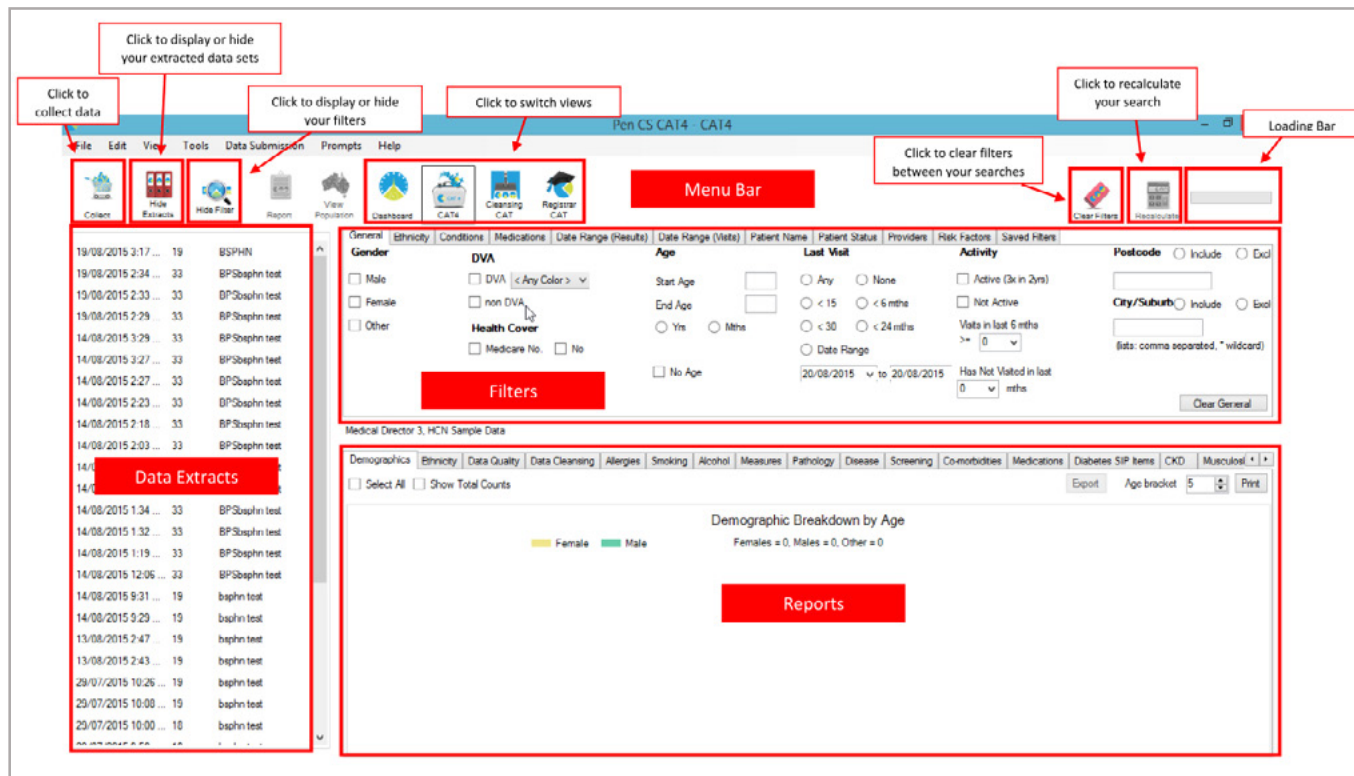 Click to display or hide
your extracted data sets
Click to
collect data
Click to display or hide
your filters
Click to switch views
Click to recalculate
your search
Loading Bar
Click to clear filters
between your searches
Pen CS CAT4 - CAT4
File Edit View Tools Data Submission Prompts Help
Collect
Hide
Extracts
Hide Filter
Report
View
Population
Dashboard
CAT4
Cleansing
CAT
Registrar
CAT
Menu Bar
Clear Filters
Recalculate
19/08/2015 3:17 ... 19 BSPHN
19/08/2015 2:34 ... 33 BPSbsphn test
19/08/2015 2:33 ... 33 BPSbsphn test
19/08/2015 2:29 ... 33 BPSbsphn test
14/08/2015 3:29 ... 33 BPSbsphn test
14/08/2015 3:27 ... 33 BPSbsphn test
14/08/2015 2:27 ... 33 BPSbsphn test
14/08/2015 2:23 ... 33 BPSbsphn test
14/08/2015 2:18 ... 33 BPSbsphn test
14/08/2015 2:03 ... 33 BPSbsphn test
Data Extracts
14/08/2015 1:34 ... 33 BPSbsphn test
14/08/2015 1:32 ... 33 BPSbsphn test
14/08/2015 1:19 ... 33 BPSbsphn test
14/08/2015 12:06 ... 33 BPSbsphn test
14/08/2015 9:31 ... 19 bsphn test
14/08/2015 9:29 ... 19 bsphn test
13/08/2015 2:47 ... 19 bsphn test
13/08/2015 2:43 ... 19 bsphn test
29/07/2015 10:26 ... 19 bsphn test
29/07/2015 10:08 ... 19 bsphn test
29/07/2015 10:00 ... 18 bsphn test
General Ethnicity Conditions Medications Date Range (Results) Date Range (Visits) Patient Name Patient Status Providers Risk Factors Saved Filters
Gender DVA Age Last Visit Activity Postcode Include Excl
Male DVA < Any Color > Start Age Any None Active (3x in 2yrs)
Female non DVA End Age < 15 < 6 mths Not Active City/Suburb Include Excl
Other Health Cover Yrs Mths < 30 < 24 mths Visits in last 6 mths
Medicare No. No Date Range >= 0 (lists: comma separated, * wildcard)
No Age 20/08/2015 to 20/08/2015 Has Not Visited in last
0 mths
Filters
Clear General
Medical Director 3, HCN Sample Data
Demographics Ethnicity Data Quality Data Cleansing Allergies Smoking Alcohol Measures Pathology Disease Screening Co-morbidities Medications Diabetes SIP Items CKD Musculosk
Select All Show Total Counts Export Age bracket 5 Print
Demographic Breakdown by Age
Female Male Females = 0, Males = 0, Other = 0
Reports